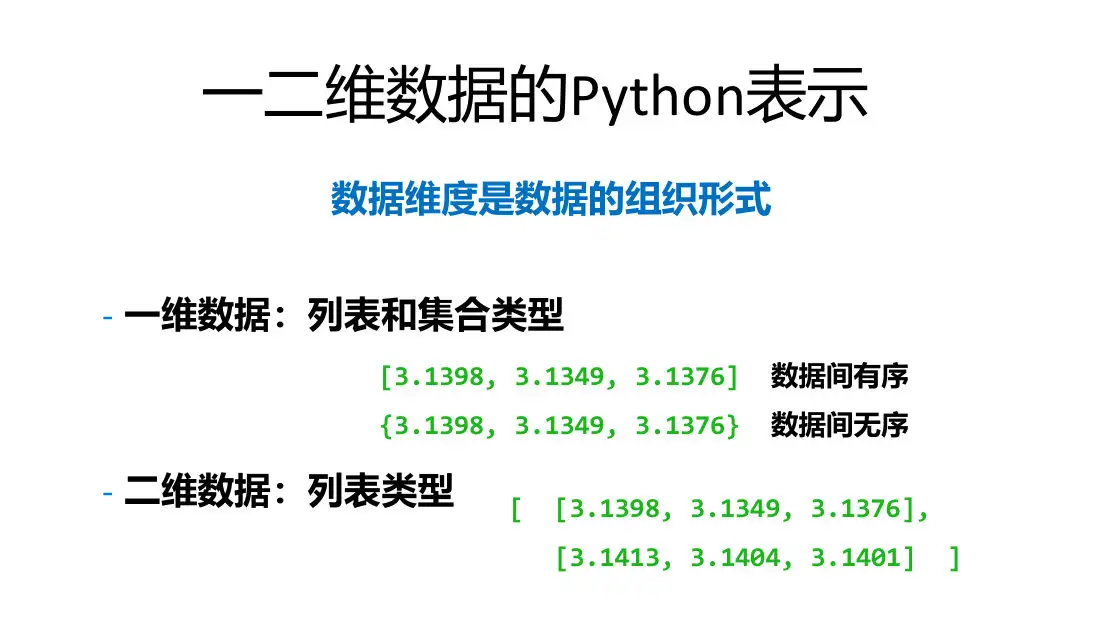 一二维数据的Python表示
数据维度是数据的组织形式
- 一维数据：列表和集合类型
[3.1398, 3.1349, 3.1376] 数据间有序
{3.1398, 3.1349, 3.1376} 数据间无序
- 二维数据：列表类型
[ [3.1398, 3.1349, 3.1376],
[3.1413, 3.1404, 3.1401] ]